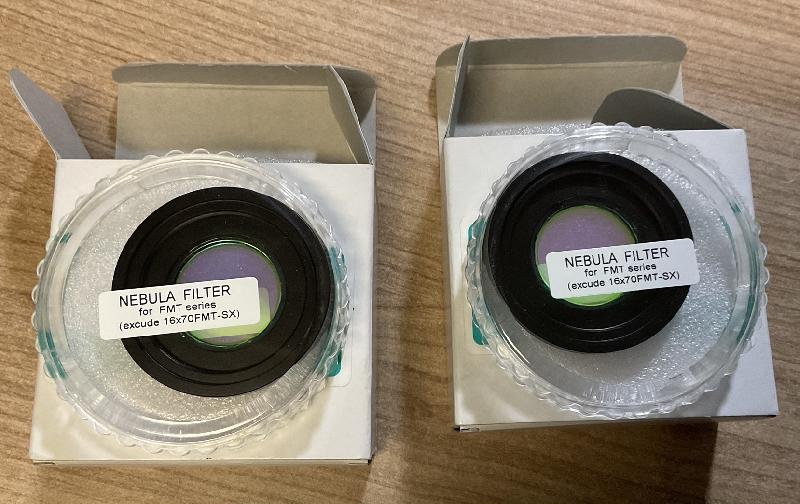 NEBULA FILTER
for FMT series
(excude 16x70FMT-SX)
NEBULA FILTER
for FMT series
(excude 16x70FMT-SX)